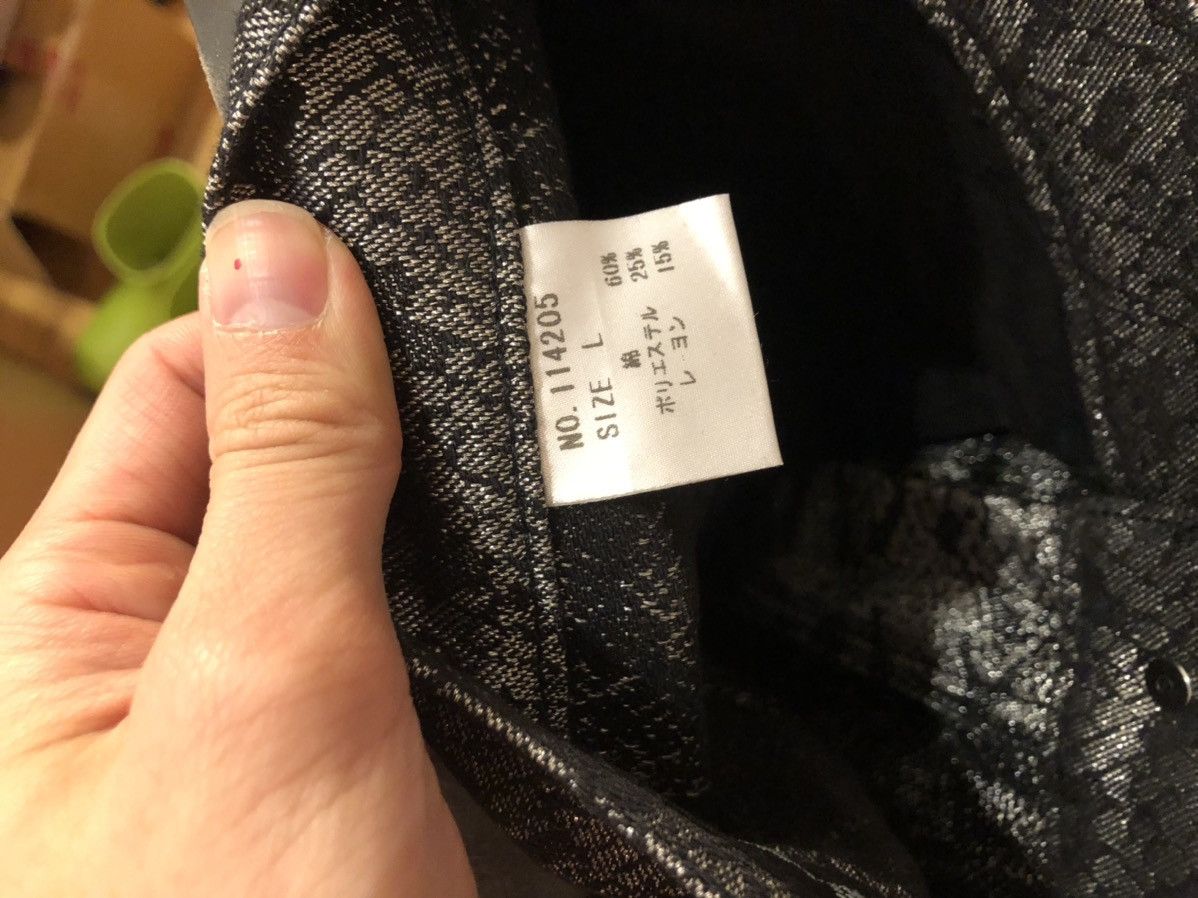 NO. 114205
SIZE L
綿 60%
ポリエステル 25%
レーヨン 15%